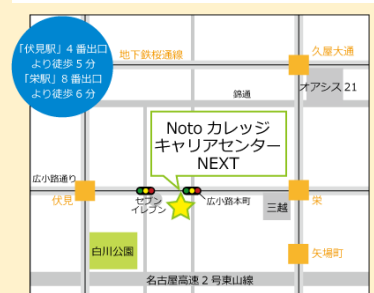 「伏見駅」4番出口
より徒歩5分
「栄駅」8番出口
より徒歩6分
地下鉄桜通線
久屋大通
オアシス21
錦通
Noto カレッジ
キャリアセンター
NEXT
広小路通り
伏見
セブン
イレブン
広小路本町
三越
栄
白川公園
矢場町
名古屋高速2号東山線